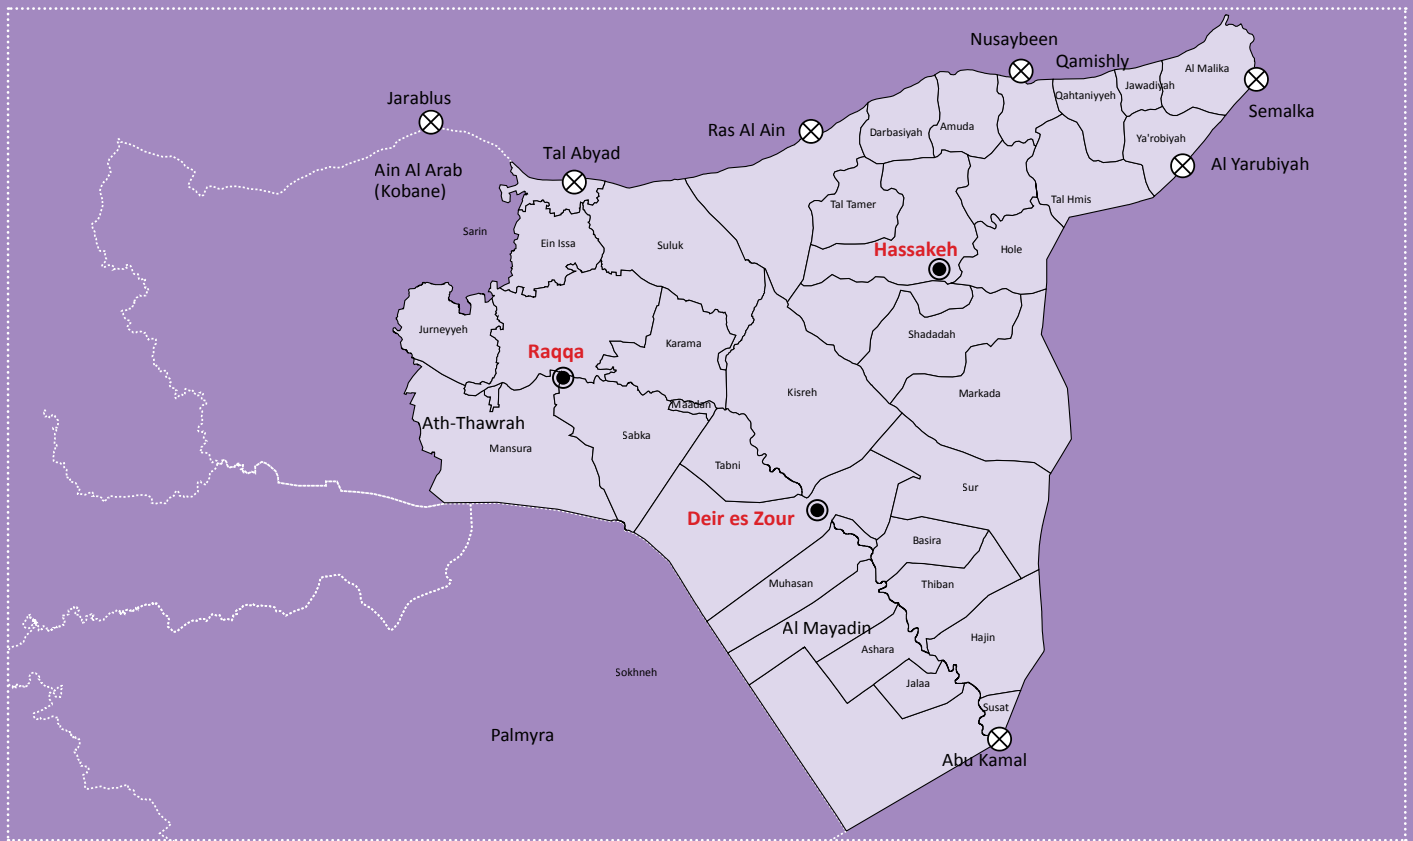 Nusaybeen
Qamishly
Al Malika
Jawadiyah
Qahtaniyyeh
Jarablus
Semalka
Ras Al Ain
Darbasiyah
Amuda
Ya'robiyah
Tal Abyad
Al Yarubiyah
Ain Al Arab
(Kobane)
Tal Tamer
Tal Hmis
Sarin
Ein Issa
Suluk
Hassakeh
Hole
Jurneyyeh
Karama
Shadadah
Raqqa
Kisreh
Markada
Maadan
Ath-Thawrah
Sabka
Mansura
Tabni
Sur
Deir es Zour
Basira
Muhasan
Thiban
Al Mayadin
Hajin
Ashara
Sokhneh
Jalaa
Susat
Palmyra
Abu Kamal